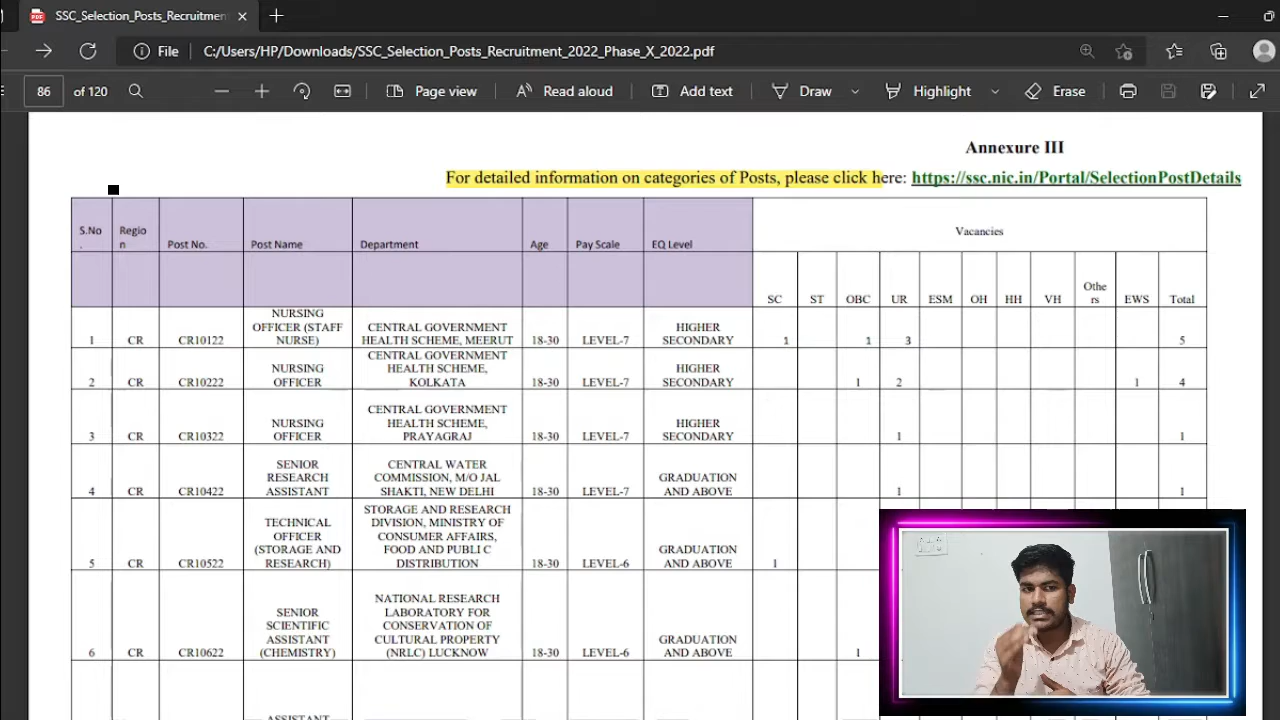 SSC_Selection_Posts_Recruitment
File C:/Users/HP/Downloads/SSC_Selection_Posts_Recruitment_2022_Phase_X_2022.pdf
86 of 120 Page view Read aloud Add text Draw Highlight Erase
Annexure III
For detailed information on categories of Posts, please click here: https://ssc.nic.in/Portal/SelectionPostDetails
S.No
.
Regio
n
Post No.
Post Name
Department
Age
Pay Scale
EQ Level
Vacancies
SC
ST
OBC
UR
ESM
OH
HH
VH
Othe
rs
EWS
Total
1
CR
CR10122
NURSING
OFFICER (STAFF
NURSE)
CENTRAL GOVERNMENT
HEALTH SCHEME, MEERUT
18-30
LEVEL-7
HIGHER
SECONDARY
1
1
3
5
2
CR
CR10222
NURSING
OFFICER
CENTRAL GOVERNMENT
HEALTH SCHEME,
KOLKATA
18-30
LEVEL-7
HIGHER
SECONDARY
1
2
1
4
3
CR
CR10322
NURSING
OFFICER
CENTRAL GOVERNMENT
HEALTH SCHEME,
PRAYAGRAJ
18-30
LEVEL-7
HIGHER
SECONDARY
1
1
4
CR
CR10422
SENIOR
RESEARCH
ASSISTANT
CENTRAL WATER
COMMISSION, M/O JAL
SHAKTI, NEW DELHI
18-30
LEVEL-7
GRADUATION
AND ABOVE
1
1
5
CR
CR10522
TECHNICAL
OFFICER
(STORAGE AND
RESEARCH)
STORAGE AND RESEARCH
DIVISION, MINISTRY OF
CONSUMER AFFAIRS,
FOOD AND PUBLI C
DISTRIBUTION
18-30
LEVEL-6
GRADUATION
AND ABOVE
1
6
CR
CR10622
SENIOR
SCIENTIFIC
ASSISTANT
(CHEMISTRY)
NATIONAL RESEARCH
LABORATORY FOR
CONSERVATION OF
CULTURAL PROPERTY
(NRLC) LUCKNOW
18-30
LEVEL-6
GRADUATION
AND ABOVE
1
ASSISTANT